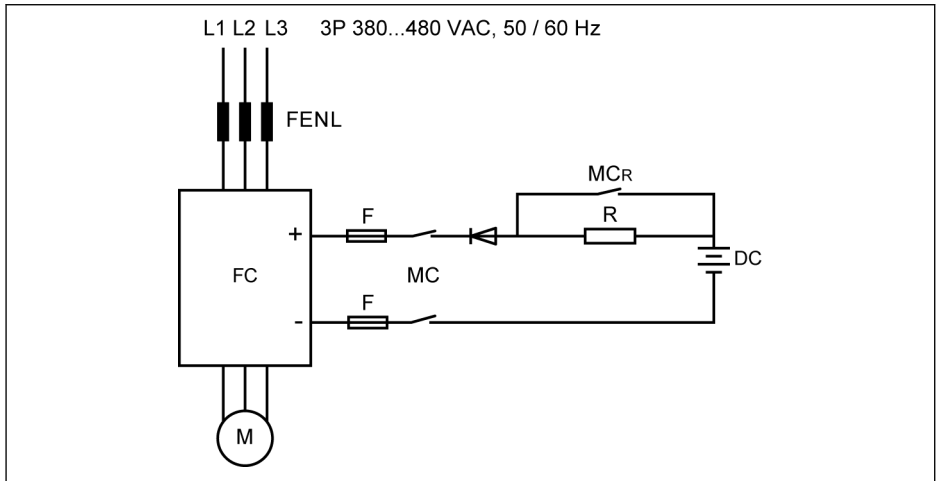 L1 L2 L3 3P 380...480 VAC, 50 / 60 Hz
FENL
MCR
F
R
+
MC
DC
FC
F
-
M